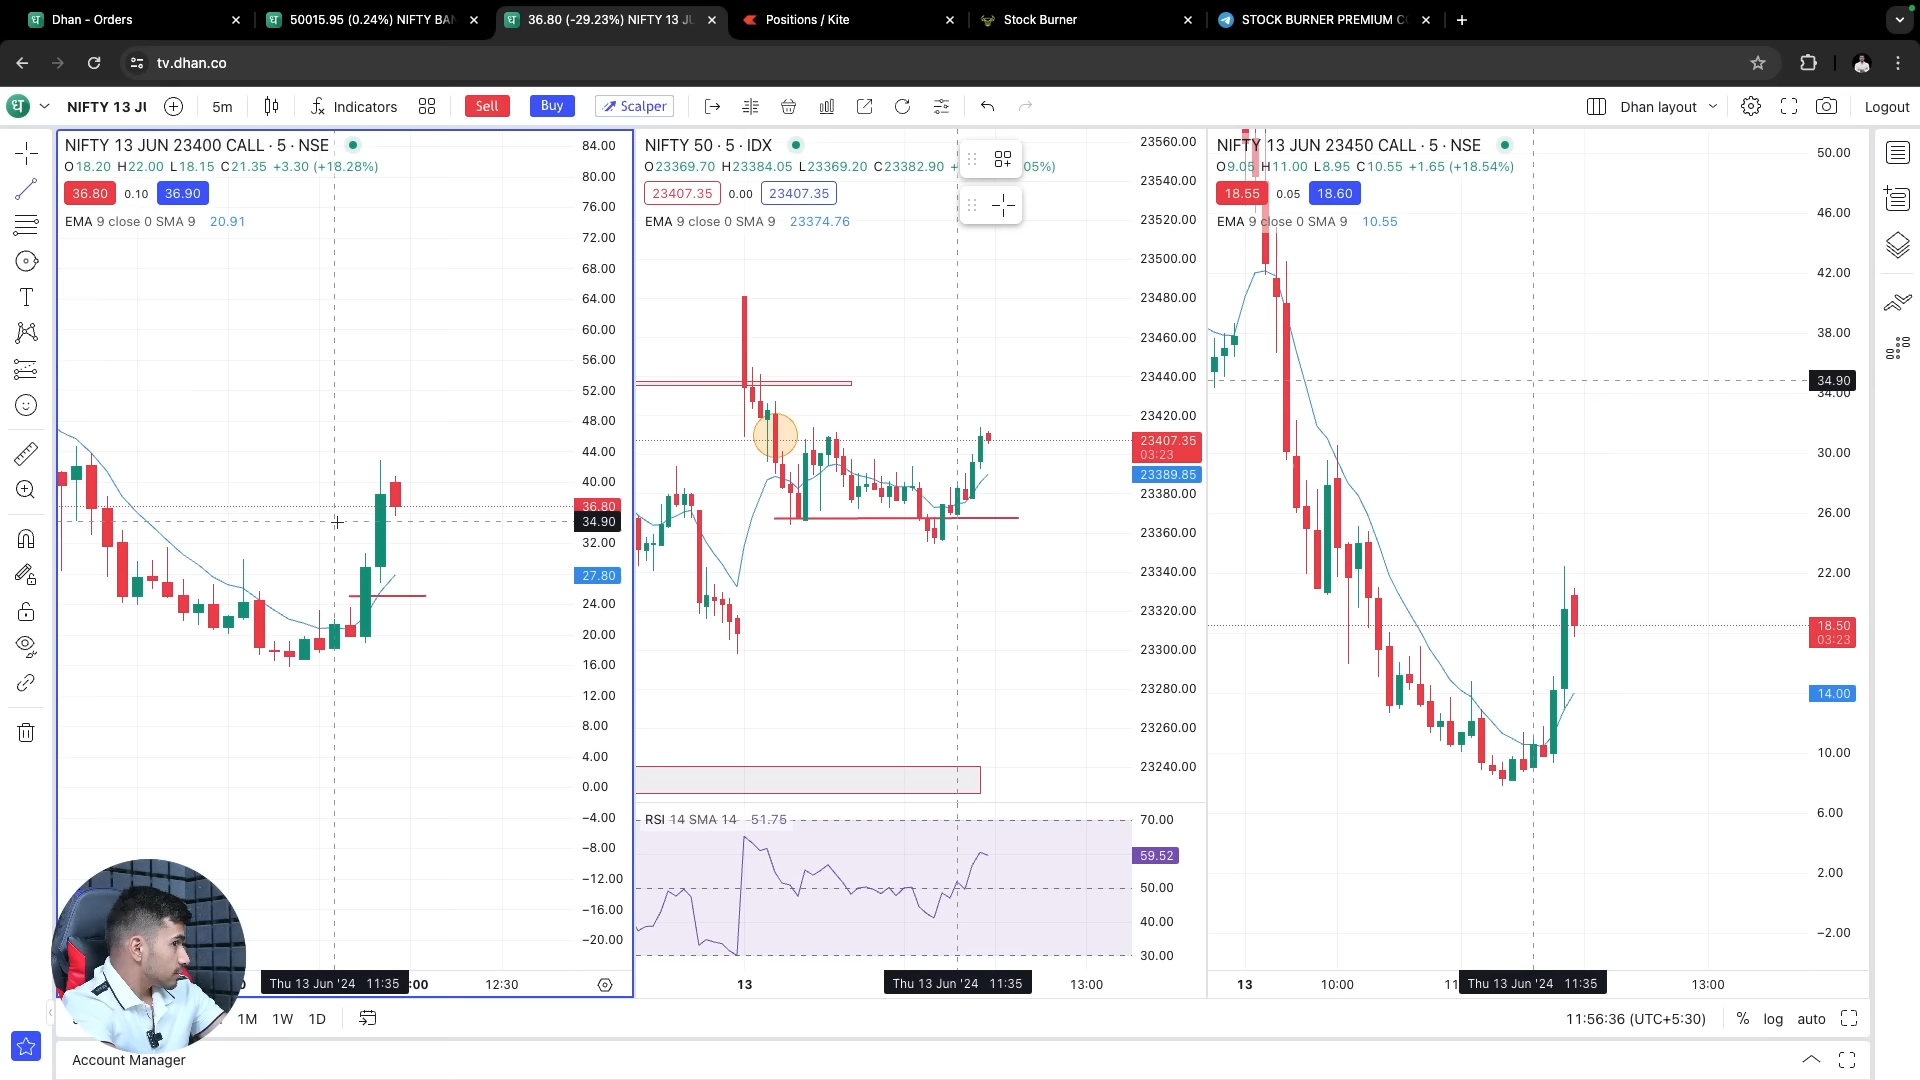 Dhan - Orders
50015.95 (0.24%) NIFTY BAN
36.80 (-29.23%) NIFTY 13 JU
Positions / Kite
Stock Burner
STOCK BURNER PREMIUM C
tv.dhan.co
NIFTY 13 JU
5m
Indicators
Sell
Buy
Scalper
Dhan layout
Logout
NIFTY 13 JUN 23400 CALL · 5 · NSE
O18.20 H22.00 L18.15 C21.35 +3.30 (+18.28%)
36.80 0.10 36.90
EMA 9 close 0 SMA 9 20.91
84.00
80.00
76.00
72.00
68.00
64.00
60.00
56.00
52.00
48.00
44.00
40.00
36.80
34.90
32.00
27.80
24.00
20.00
16.00
12.00
8.00
4.00
0.00
−4.00
−8.00
−12.00
−16.00
−20.00
Thu 13 Jun '24 11:35
:00
12:30
NIFTY 50 · 5 · IDX
O23369.70 H23384.05 L23369.20 C23382.90 + 05%)
23407.35 0.00 23407.35
EMA 9 close 0 SMA 9 23374.76
23560.00
23540.00
23520.00
23500.00
23480.00
23460.00
23440.00
23420.00
23407.35
03:23
23389.85
23380.00
23360.00
23340.00
23320.00
23300.00
23280.00
23260.00
23240.00
RSI 14 SMA 14 51.75
70.00
59.52
50.00
40.00
30.00
13
Thu 13 Jun '24 11:35
13:00
NIFTY 13 JUN 23450 CALL · 5 · NSE
O9.05 H11.00 L8.95 C10.55 +1.65 (+18.54%)
18.55 0.05 18.60
EMA 9 close 0 SMA 9 10.55
50.00
46.00
42.00
38.00
34.90
34.00
30.00
26.00
22.00
18.50
03:23
14.00
10.00
6.00
2.00
−2.00
13
10:00
11
Thu 13 Jun '24 11:35
13:00
1M 1W 1D
11:56:36 (UTC+5:30)
% log auto
Account Manager